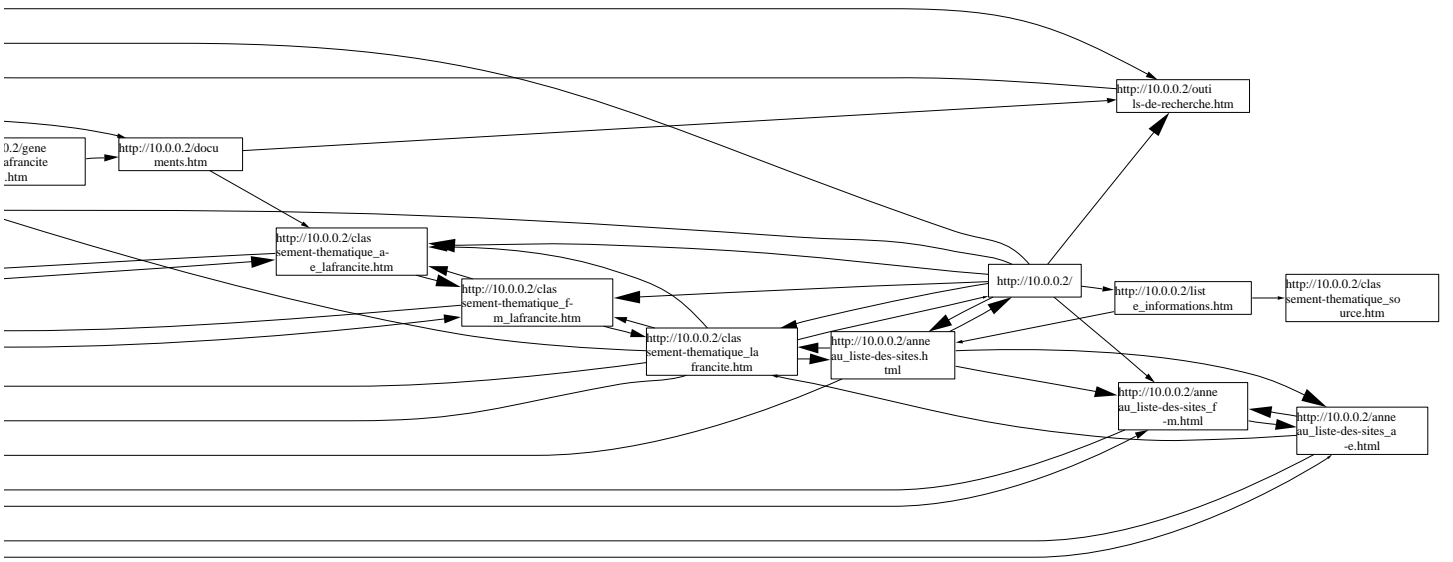 http://10.0.0.2/outi
ls-de-recherche.htm
0.2/gene
afrancite
.htm
http://10.0.0.2/docu
ments.htm
http://10.0.0.2/clas
sement-thematique_a-
e_lafrancite.htm
http://10.0.0.2/clas
sement-thematique_f-
m_lafrancite.htm
http://10.0.0.2/clas
sement-thematique_la
francite.htm
http://10.0.0.2/anne
au_liste-des-sites.h
tml
http://10.0.0.2/
http://10.0.0.2/list
e_informations.htm
http://10.0.0.2/clas
sement-thematique_so
urce.htm
http://10.0.0.2/anne
au_liste-des-sites_f
-m.html
http://10.0.0.2/anne
au_liste-des-sites_a
-e.html